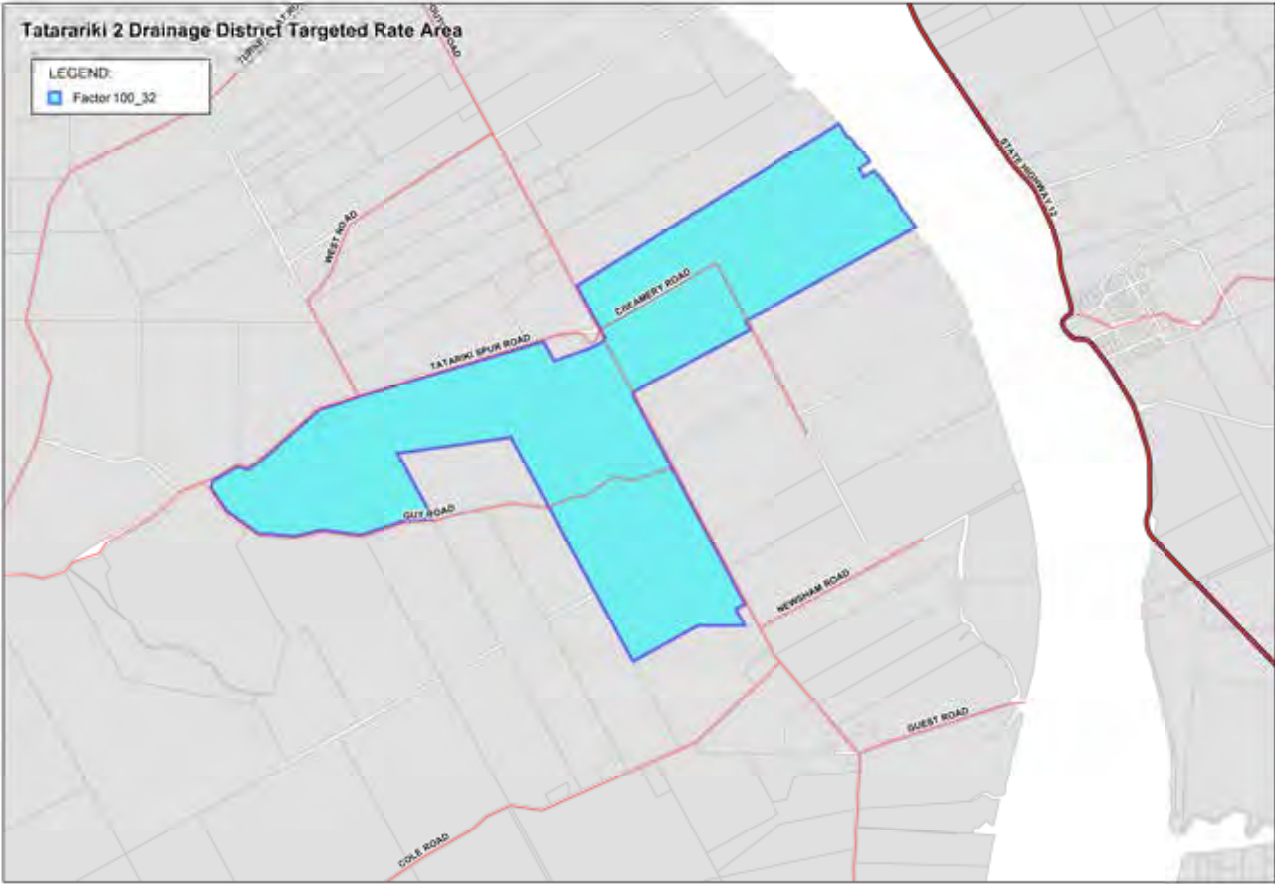 Tatarariki 2 Drainage District Targeted Rate Area
LEGEND:
Factor 100_32
STATE HIGHWAY 12
WEST ROAD
CREAMERY ROAD
TATARIKI SPUR ROAD
GUY ROAD
NEWSHAM ROAD
GUEST ROAD
COLE ROAD